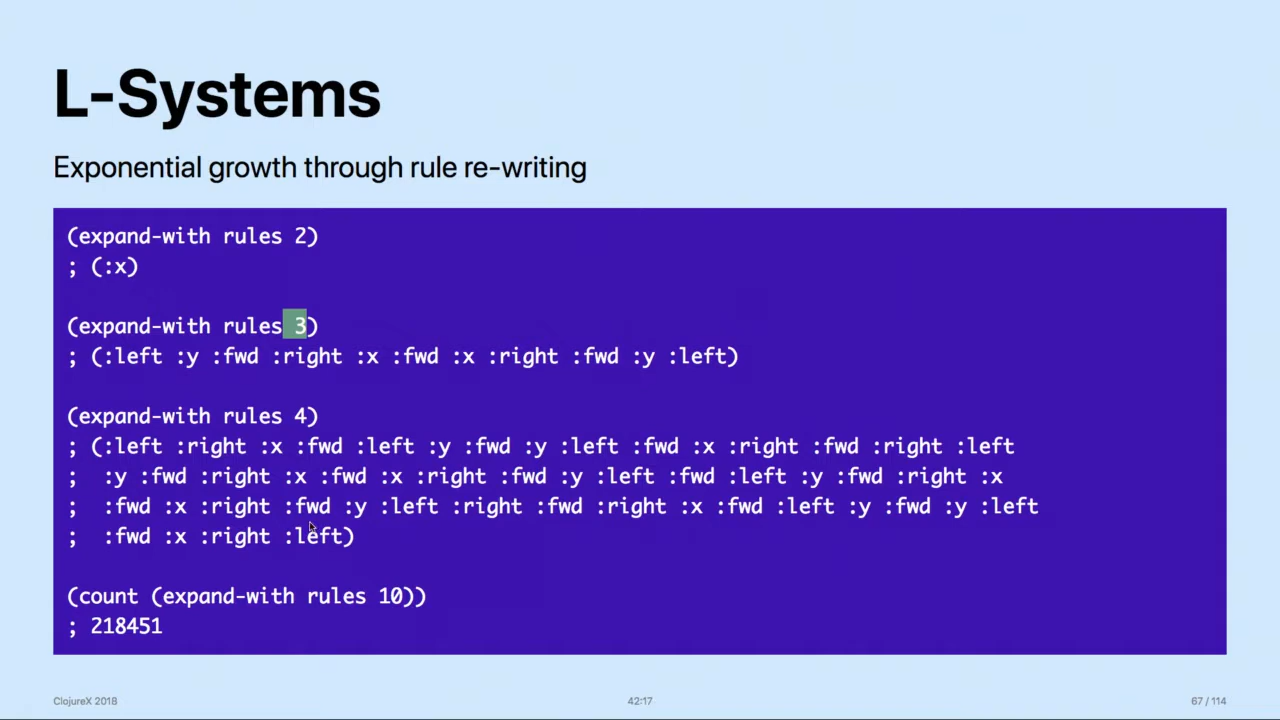 L-Systems
Exponential growth through rule re-writing
(expand-with rules 2)
; (:x)
(expand-with rules 3)
; (:left :y :fwd :right :x :fwd :x :right :fwd :y :left)
(expand-with rules 4)
; (:left :right :x :fwd :left :y :fwd :y :left :fwd :x :right :fwd :right :left
;  :y :fwd :right :x :fwd :x :right :fwd :y :left :fwd :left :y :fwd :right :x
;  :fwd :x :right :fwd :y :left :right :fwd :right :x :fwd :left :y :fwd :y :left
;  :fwd :x :right :left)
(count (expand-with rules 10))
; 218451
ClojureX 2018
42:17
67 / 114